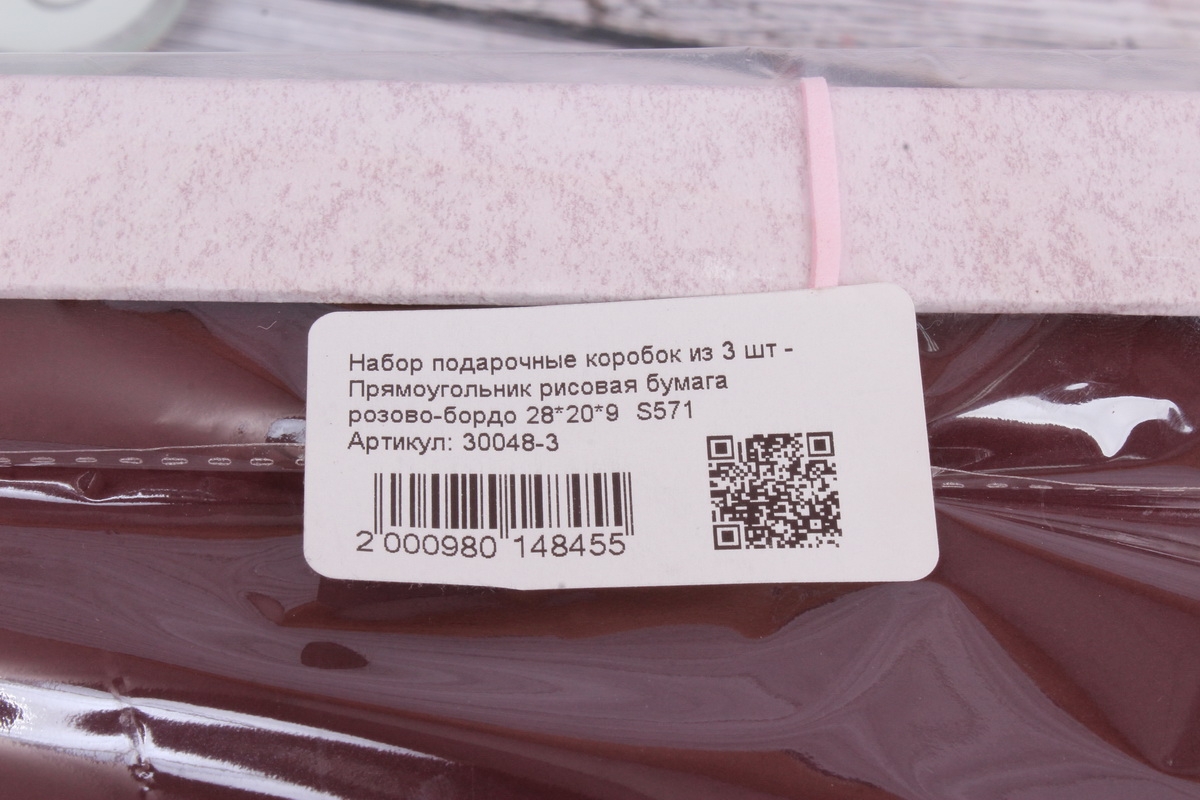 Набор подарочные коробок из 3 шт -
Прямоугольник рисовая бумага
розово-бордо 28*20*9 S571
Артикул: 30048-3
2 000980 148455